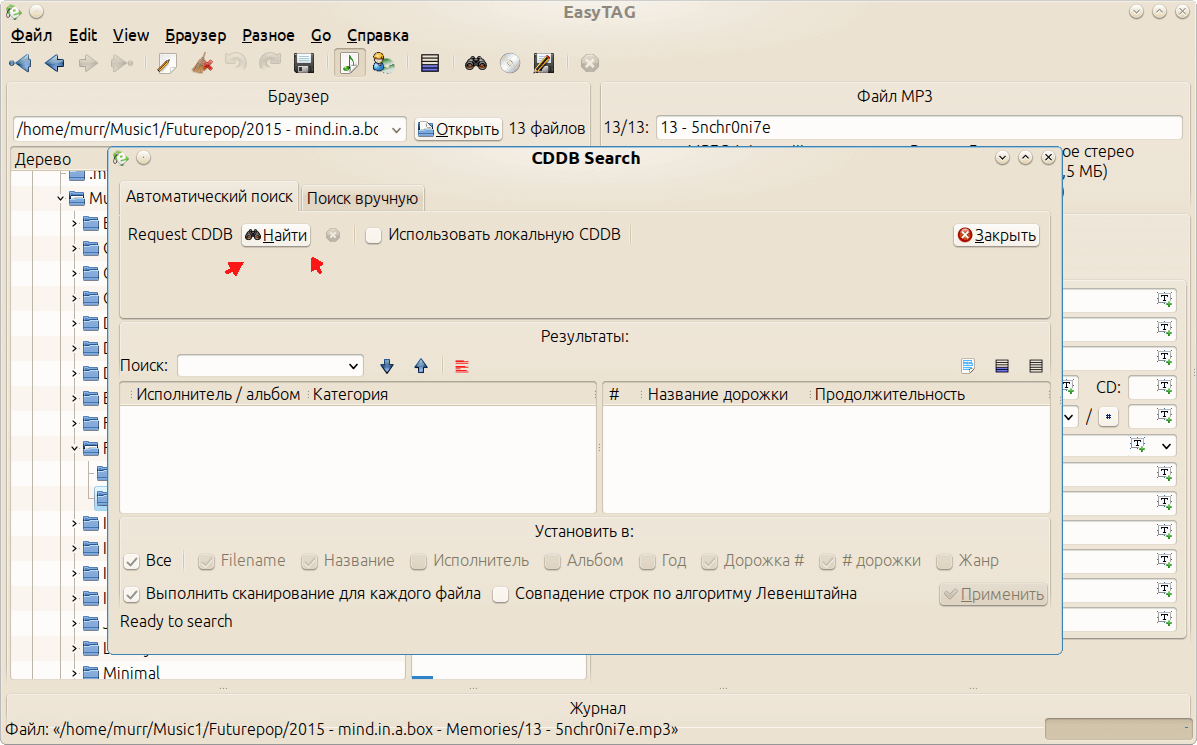 EasyTAG
Файл Edit View Браузер Разное Go Справка
Браузер
Файл MP3
/home/murr/Music1/Futurepop/2015 - mind.in.a.bo
Открыть
13 файлов
13/13:
13 - 5nchr0ni7e
Дерево
CDDB Search
ое стерео
,5 МБ)
Автоматический поиск
Поиск вручную
Request CDDB
Найти
Использовать локальную CDDB
Закрыть
Результаты:
Поиск:
Исполнитель / альбом
Категория
#
Название дорожки
Продолжительность
CD:
/
#
Установить в:
Все
Filename
Название
Исполнитель
Альбом
Год
Дорожка #
# дорожки
Жанр
Выполнить сканирование для каждого файла
Совпадение строк по алгоритму Левенштайна
Применить
Ready to search
Minimal
Журнал
Файл: «/home/murr/Music1/Futurepop/2015 - mind.in.a.box - Memories/13 - 5nchr0ni7e.mp3»